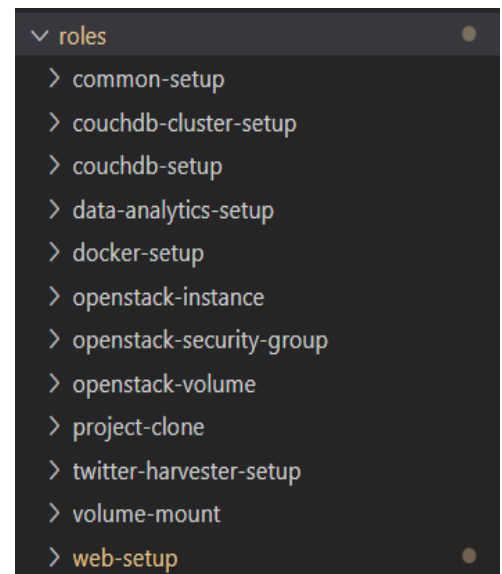 roles
common-setup
couchdb-cluster-setup
couchdb-setup
data-analytics-setup
docker-setup
openstack-instance
openstack-security-group
openstack-volume
project-clone
twitter-harvester-setup
volume-mount
web-setup